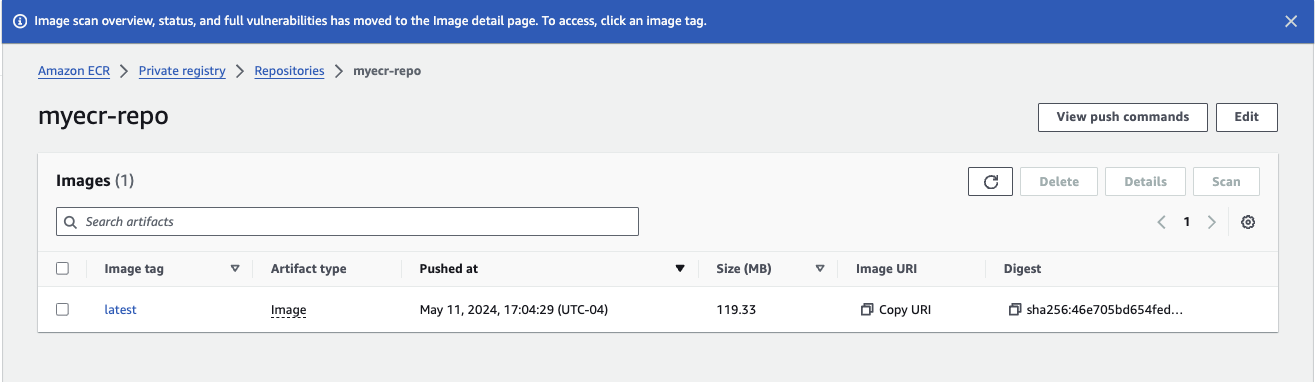 Image scan overview, status, and full vulnerabilities has moved to the Image detail page. To access, click an image tag.
Amazon ECR > Private registry > Repositories > myecr-repo
myecr-repo
View push commands
Edit
Images (1)
Delete
Details
Scan
Search artifacts
1
Image tag Artifact type Pushed at Size (MB) Image URI Digest
latest Image May 11, 2024, 17:04:29 (UTC-04) 119.33 Copy URI sha256:46e705bd654fed...